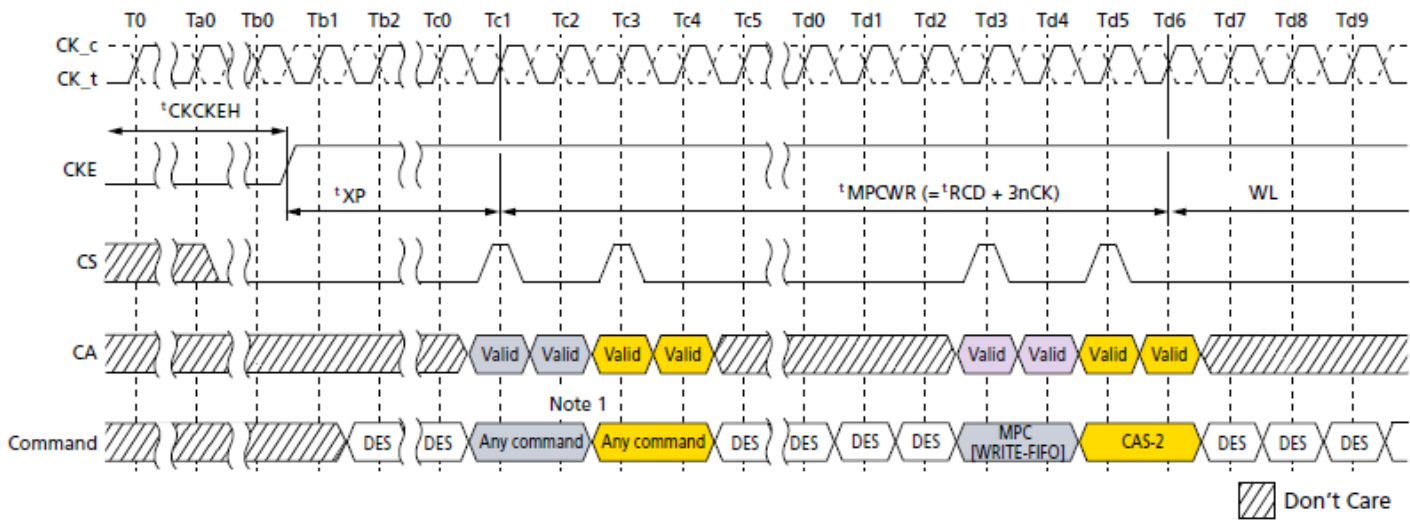 T0 Ta0 Tb0 Tb1 Tb2 Tc0 Tc1 Tc2 Tc3 Tc4 Tc5 Td0 Td1 Td2 Td3 Td4 Td5 Td6 Td7 Td8 Td9
CK_c
CK_t
tCKCKEH
CKE
tXP tMPCWR (= tRCD + 3nCK) WL
CS
CA Valid Valid Valid Valid Valid Valid Valid Valid
Note 1
Command DES DES Any command Any command DES DES DES DES MPC [WRITE-FIFO] CAS-2 DES DES DES
Don't Care